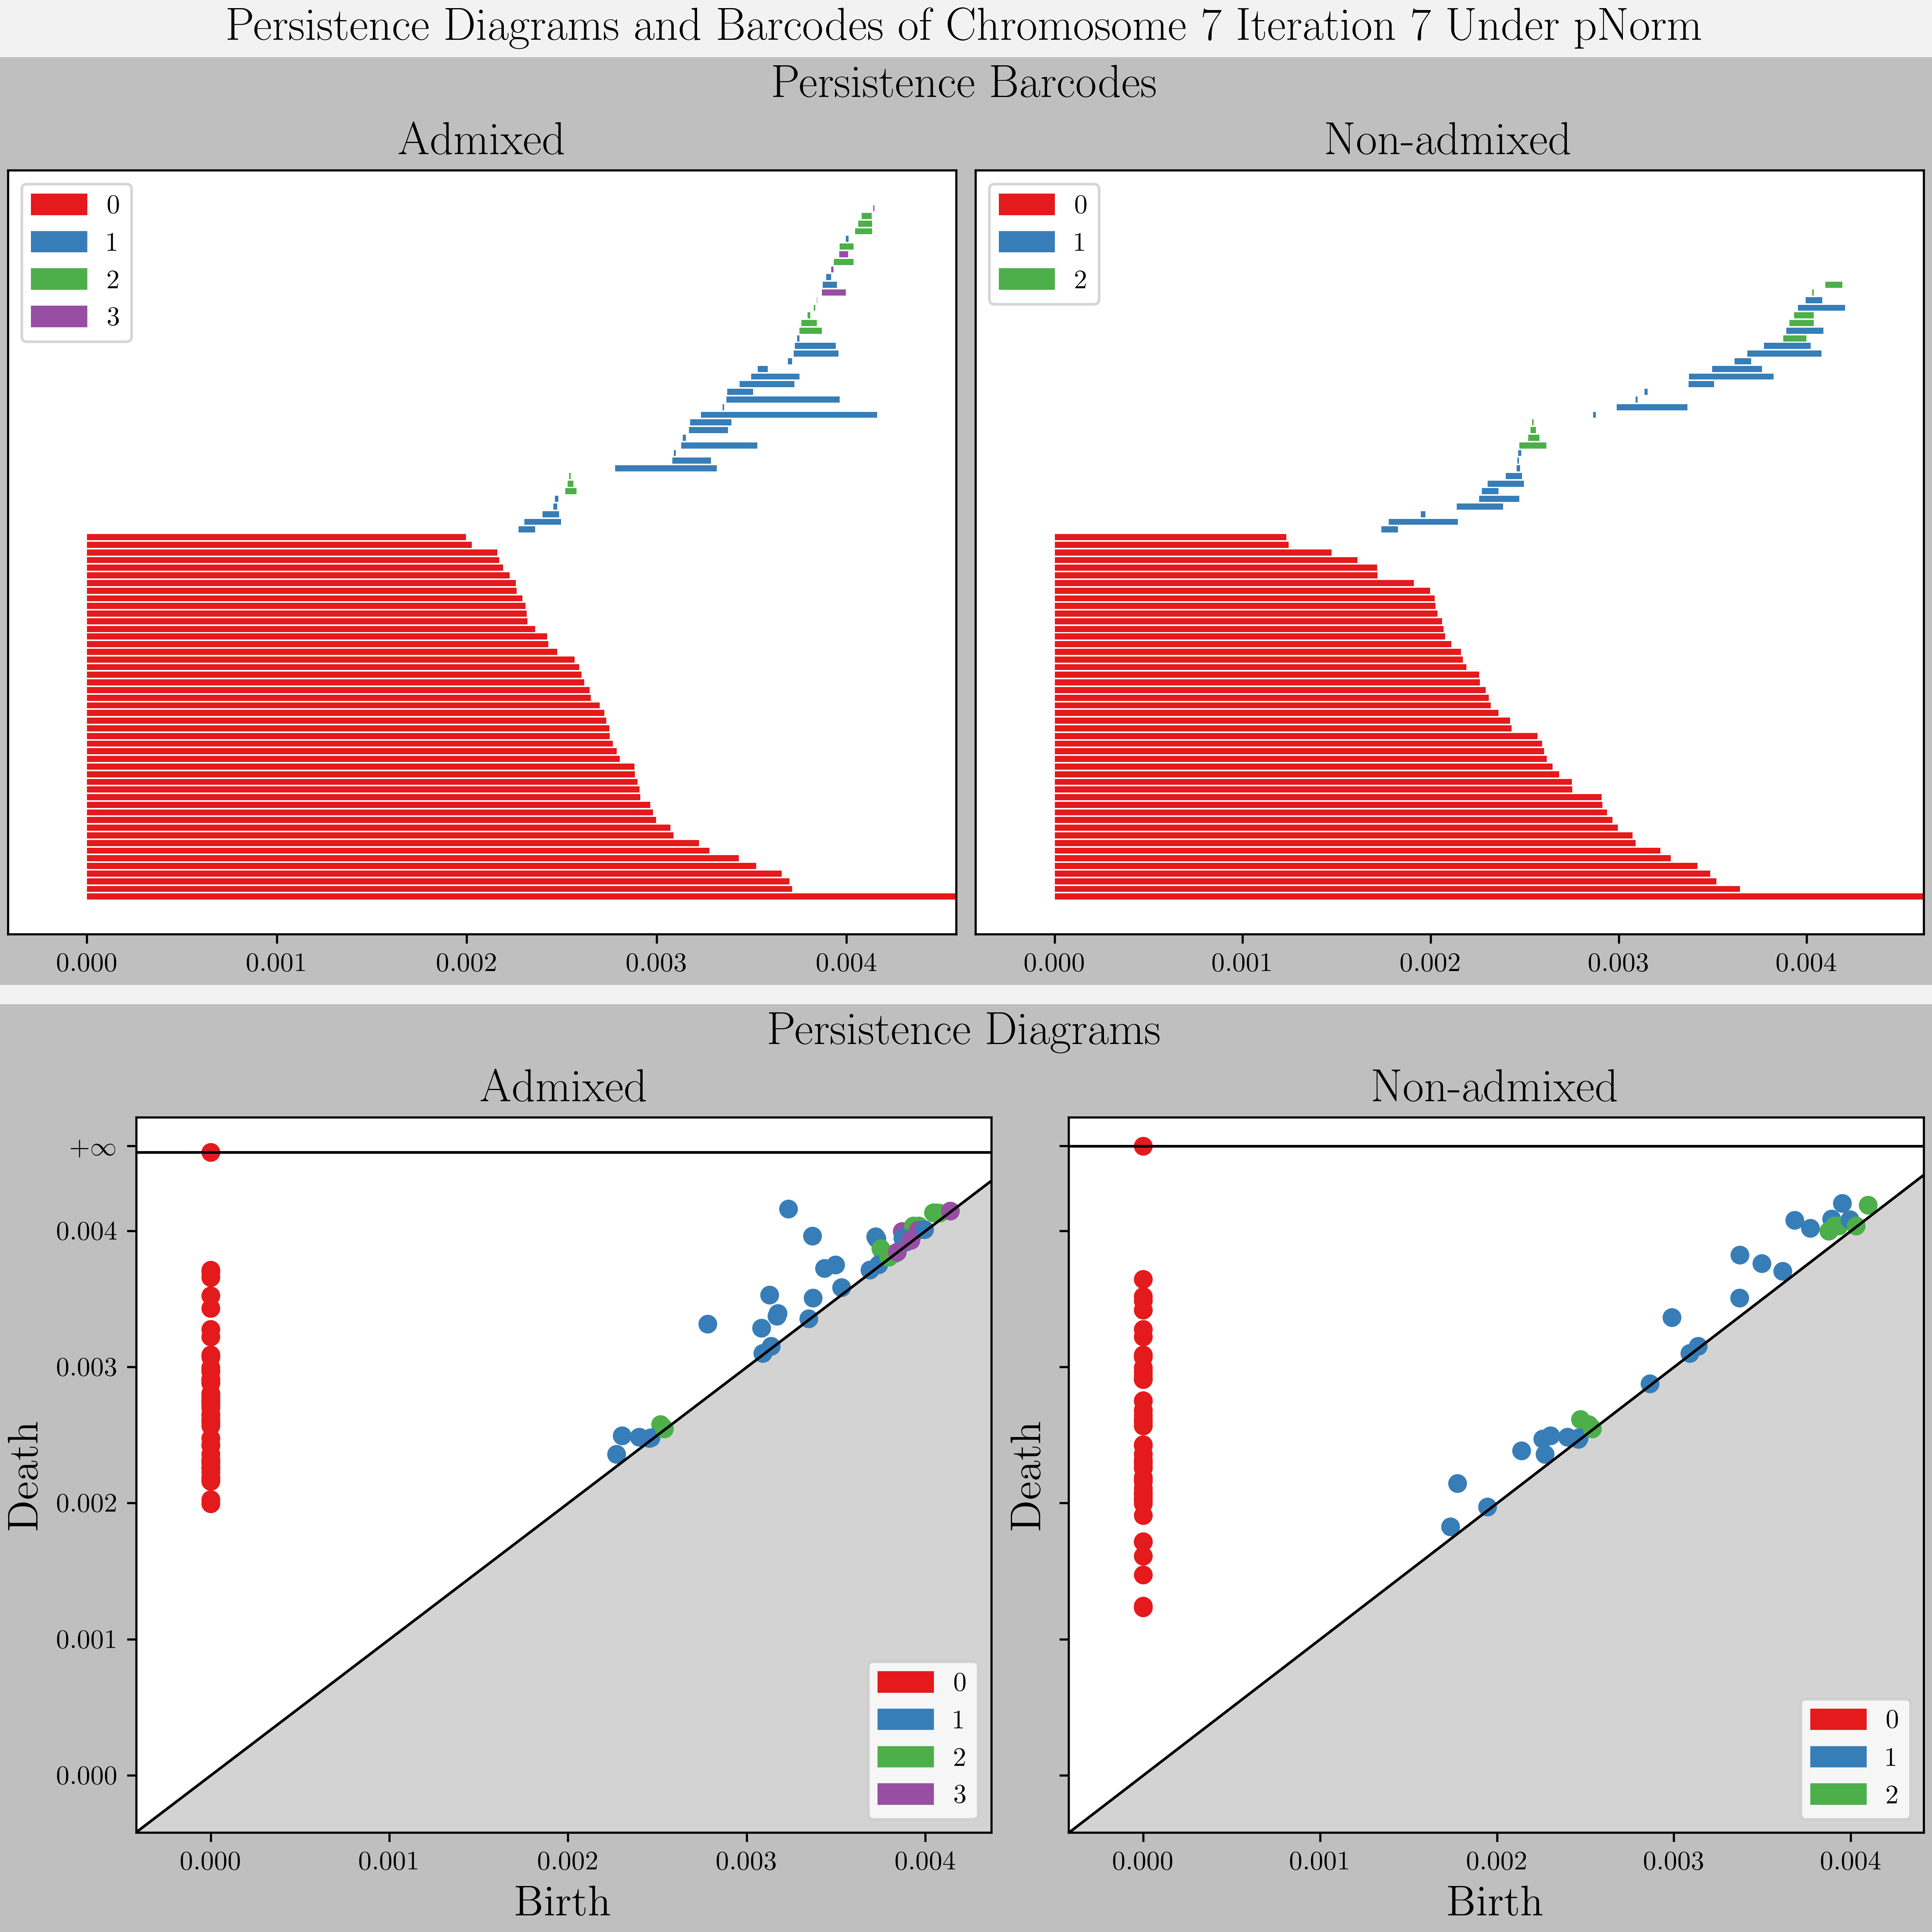 Persistence Diagrams and Barcodes of Chromosome 7 Iteration 7 Under pNorm
Persistence Barcodes
Admixed
0
1
2
3
0.000 0.001 0.002 0.003 0.004
Non-admixed
0
1
2
0.000 0.001 0.002 0.003 0.004
Persistence Diagrams
Admixed
Death
+∞
0.004
0.003
0.002
0.001
0.000
0
1
2
3
0.000 0.001 0.002 0.003 0.004
Birth
Non-admixed
Death
0
1
2
0.000 0.001 0.002 0.003 0.004
Birth